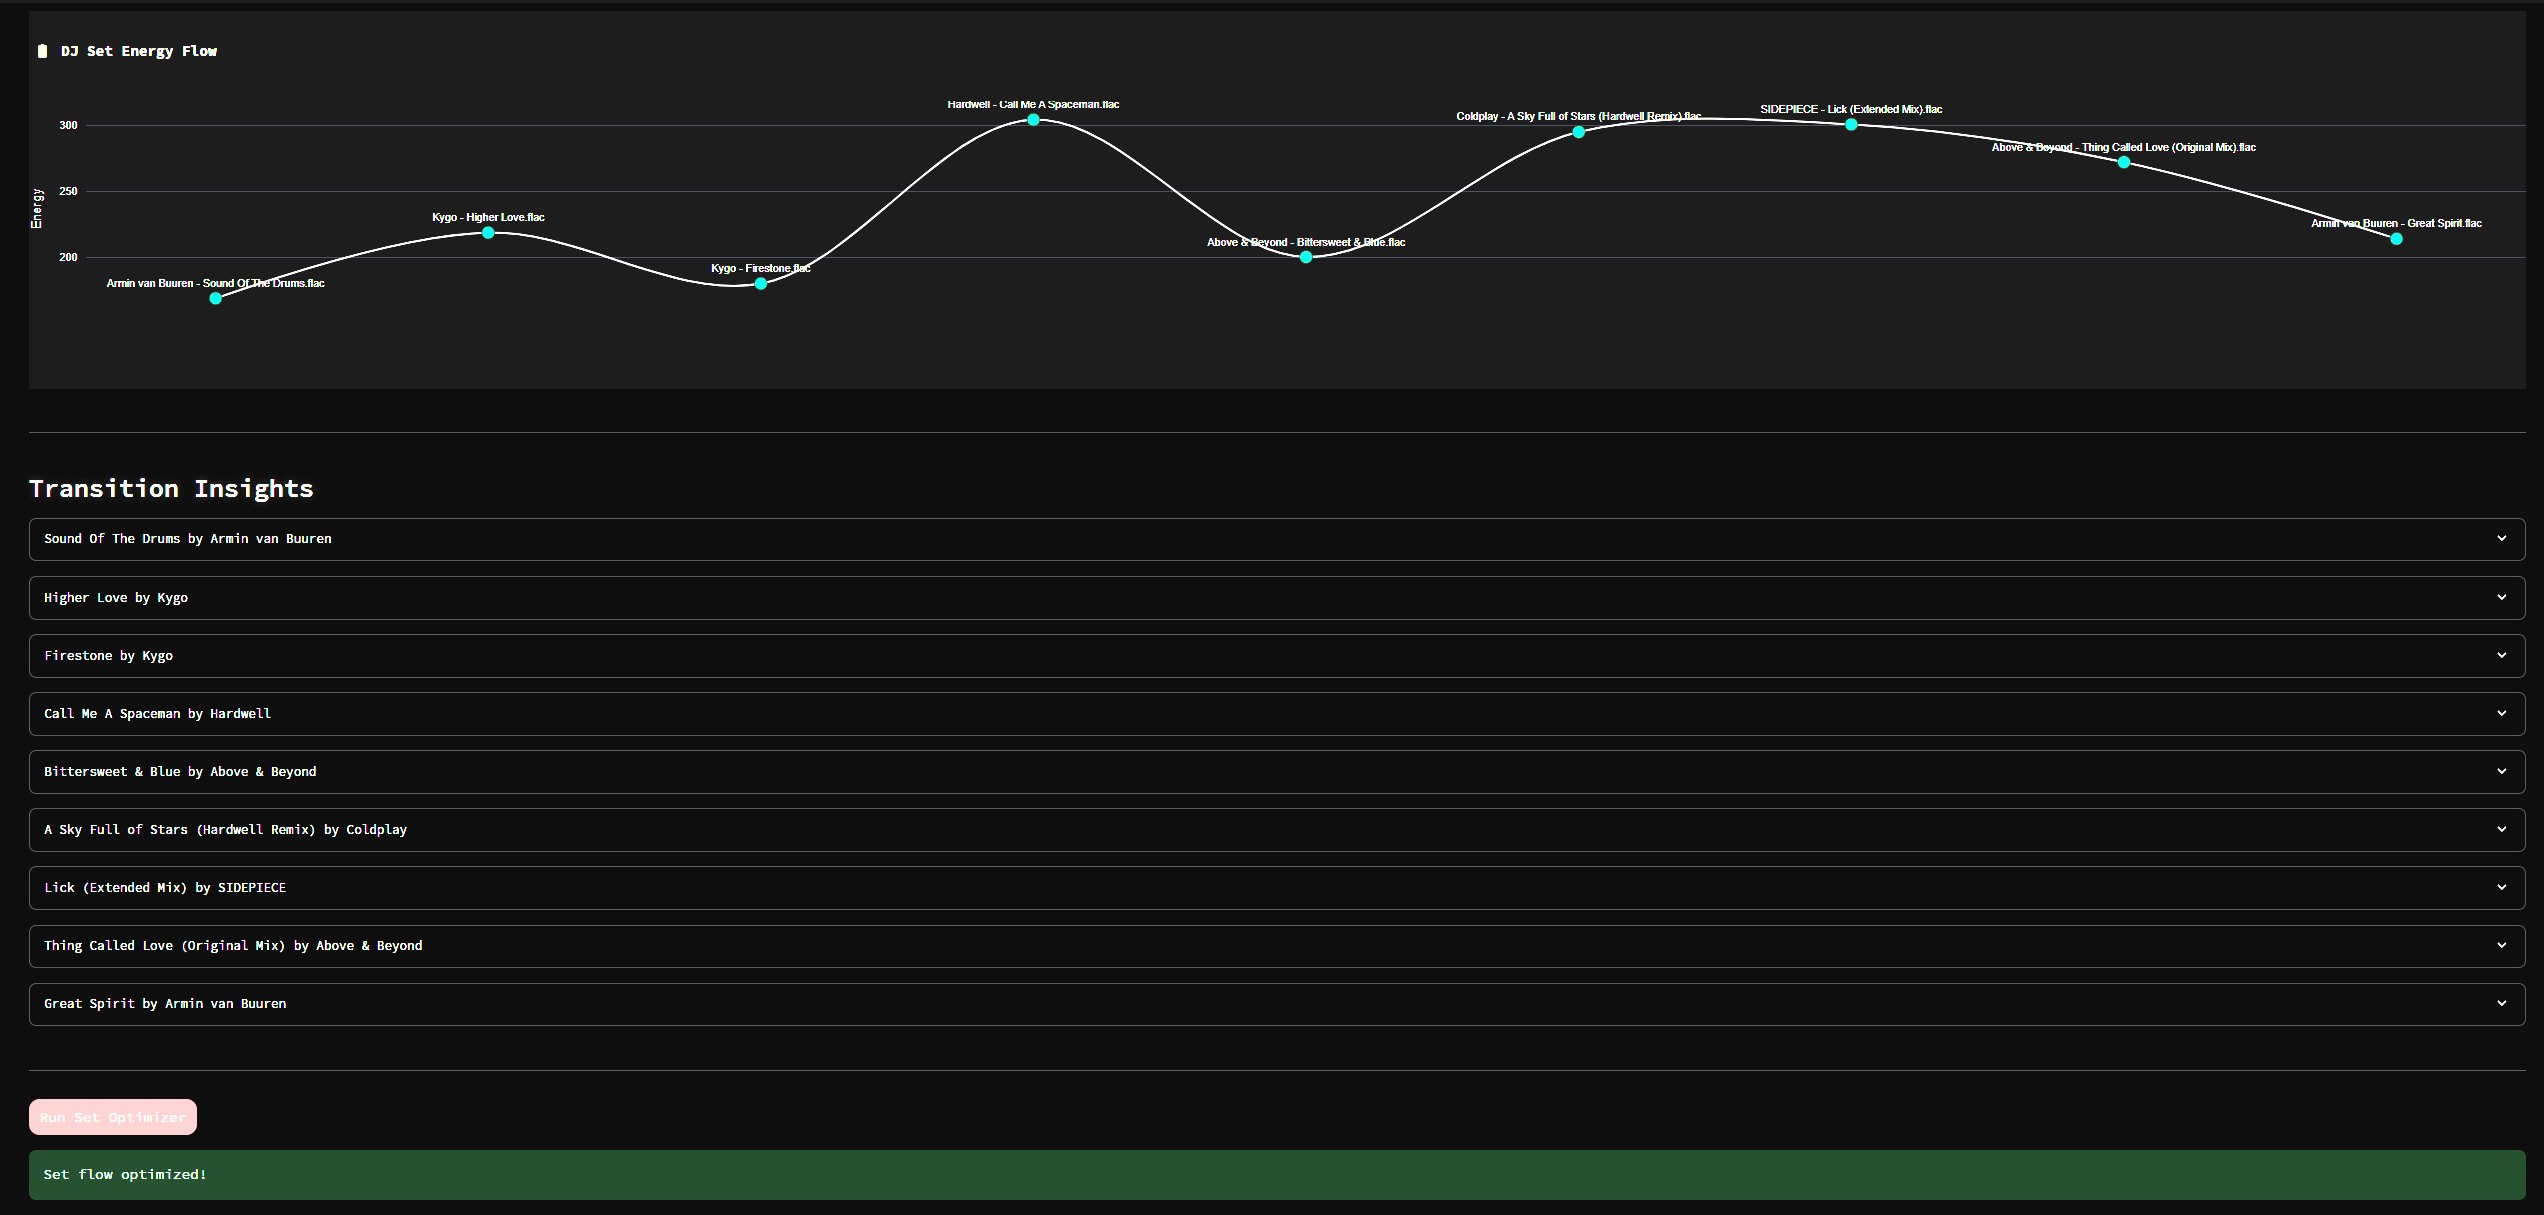 DJ Set Energy Flow
Hardwell - Call Me A Spaceman.flac
SIDEPIECE - Lick (Extended Mix).flac
Coldplay - A Sky Full of Stars (Hardwell Remix).flac
300
Above & Beyond - Thing Called Love (Original Mix).flac
250
Energy
Kygo - Higher Love.flac
Armin van Buuren - Great Spirit.flac
Above & Beyond - Bittersweet & Blue.flac
200
Kygo - Firestone.flac
Armin van Buuren - Sound Of The Drums.flac
Transition Insights
Sound Of The Drums by Armin van Buuren
Higher Love by Kygo
Firestone by Kygo
Call Me A Spaceman by Hardwell
Bittersweet & Blue by Above & Beyond
A Sky Full of Stars (Hardwell Remix) by Coldplay
Lick (Extended Mix) by SIDEPIECE
Thing Called Love (Original Mix) by Above & Beyond
Great Spirit by Armin van Buuren
Run Set Optimizer
Set flow optimized!